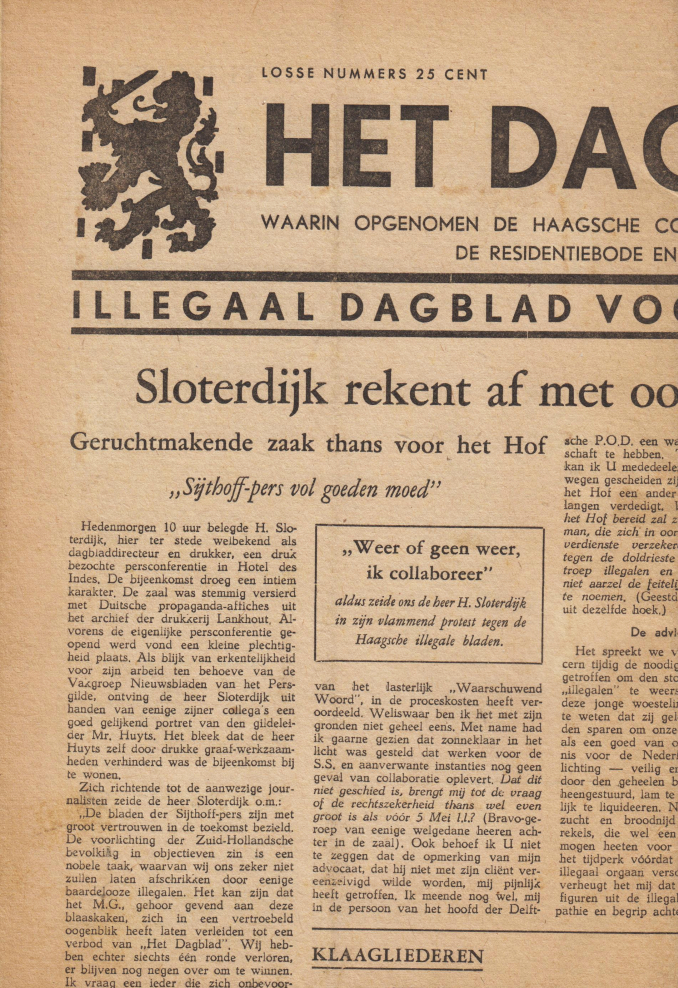 LOSSE NUMMERS 25 CENT
HET DAG
WAARIN OPGENOMEN DE HAAGSCHE CO
DE RESIDENTIEBODE EN
ILLEGAAL DAGBLAD VOO
Sloterdijk rekent af met oo
Geruchtmakende zaak thans voor het Hof
„Sijthoff-pers vol goeden moed”
Hedenmorgen 10 uur belegde H. Slo-
terdijk, hier ter stede welbekend als
dagbladdirecteur en drukker, een druk
bezochte persconferentie in Hotel des
Indes. De bijeenkomst droeg een intiem
karakter. De zaal was stemmig versierd
met Duitsche propaganda-affiches uit
het archief der drukkerij Lankhout. Al-
vorens de eigenlijke persconferentie ge-
opend werd vond een kleine plechtig-
heid plaats. Als blijk van erkentelijkheid
voor zijn arbeid ten behoeve van de
Vakgroep Nieuwsbladen van het Pers-
gilde, ontving de heer Sloterdijk uit
handen van eenige zijner collega's een
goed gelijkend portret van den gildelei-
der Mr. Huyts. Het bleek dat de heer
Huyts zelf door drukke graaf-werkzaam-
heden verhinderd was de bijeenkomst bij
te wonen.
Zich richtende tot de aanwezige jour-
nalisten zeide de heer Sloterdijk o.m.:
„De bladen der Sijthoff-pers zijn met
groot vertrouwen in de toekomst bezield.
De voorlichting der Zuid-Hollandsche
bevolking in objectieven zin is een
nobele taak, waarvan wij ons zeker niet
zullen laten afschrikken door eenige
baardelooze illegalen. Het kan zijn dat
het M.G., gehoor gevend aan deze
blaaskaken, zich in een vertroebeld
oogenblik heeft laten verleiden tot een
verbod van „Het Dagblad”. Wij heb-
ben echter slechts één ronde verloren,
er blijven nog negen over om te winnen.
Ik vraag een ieder die zich onbevoor-
„Weer of geen weer,
ik collaboreer”
aldus zeide ons de heer H. Sloterdijk
in zijn vlammend protest tegen de
Haagsche illegale bladen.
van het lasterlijk „Waarschuwend
Woord”, in de proceskosten heeft ver-
oordeeld. Weliswaar ben ik het met zijn
gronden niet geheel eens. Met name had
ik gaarne gezien dat zonneklaar in het
licht was gesteld dat werken voor de
S.S. en aanverwante instanties nog geen
geval van collaboratie oplevert. Dat dit
niet geschied is, brengt mij tot de vraag
of de rechtszekerheid thans wel even
groot is als vóór 5 Mei l.l.? (Bravo-ge-
roep van eenige welgedane heeren ach-
ter in de zaal). Ook behoef ik U niet
te zeggen dat de opmerking van mijn
advocaat, dat hij niet met zijn cliënt ver-
eenzelvigd wilde worden, mij pijnlijk
heeft getroffen. Ik meende nog wel, mij
in de persoon van het hoofd der Delft-
KLAAGLIEDEREN
sche P.O.D. een wa
schaft te hebben.
kan ik U mededeele
wegen gescheiden zij
het Hof een ander
langen verdedigt.
het Hof bereid zal z
man, die zich in oor
verdienste verzeker
tegen de doldrieste
troep illegalen en
niet aarzel de feitelij
te noemen. (Geestd
uit dezelfde hoek.)
De advi
Het spreekt we v
cern tijdig de noodig
getroffen om den sto
„illegalen” te weers
deze jonge woestelin
te weten dat zij gel
den sparen om onze
als een goed van o
nis voor de Nederl
lichting — veilig en
door den geheelen b
heengestuurd, lam te
lijk te liquideeren. N
zucht en broodnijd
rekels, die wel een
mogen heeten voor
het tijdperk vóórdat
illegaal orgaan versc
verheugt het mij dat
figuren uit de illegal
pathie en begrip achte